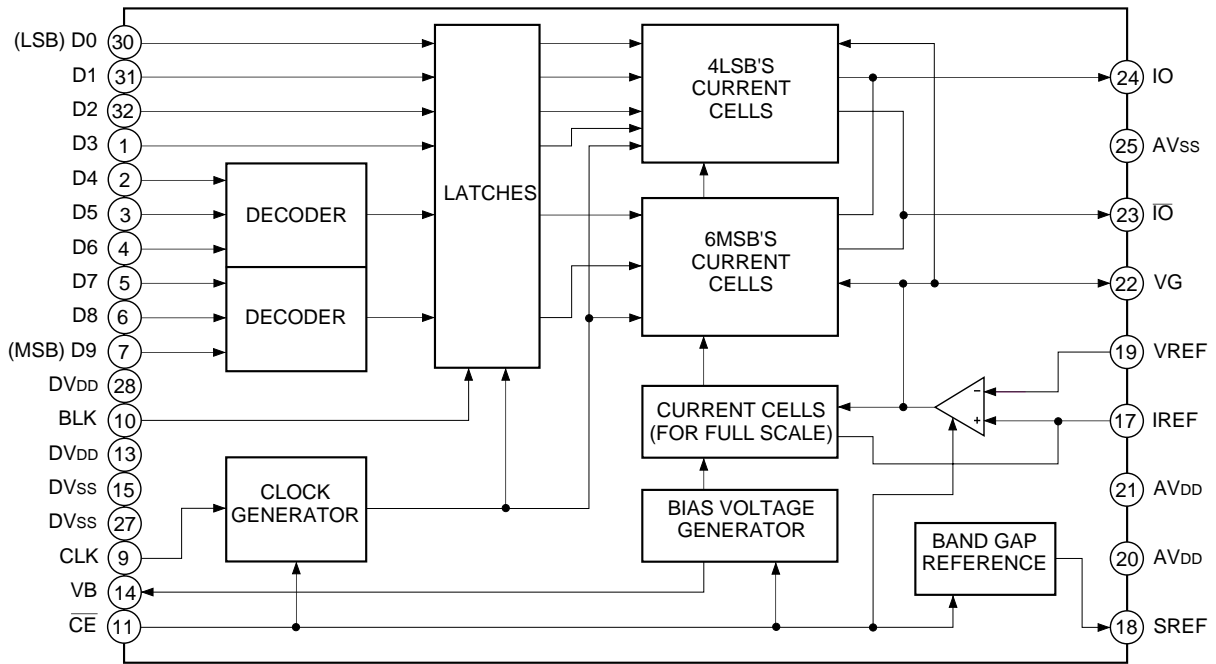 (LSB) D0 30
D1 31
D2 32
D3 1
D4 2
D5 3
D6 4
D7 5
D8 6
(MSB) D9 7
DVDD 28
BLK 10
DVDD 13
DVSS 15
DVSS 27
CLK 9
VB 14
CE 11
DECODER
DECODER
CLOCK
GENERATOR
LATCHES
4LSB'S
CURRENT
CELLS
6MSB'S
CURRENT
CELLS
CURRENT CELLS
(FOR FULL SCALE)
BIAS VOLTAGE
GENERATOR
-
+
BAND GAP
REFERENCE
24 IO
25 AVSS
23 IO
22 VG
19 VREF
17 IREF
21 AVDD
20 AVDD
18 SREF